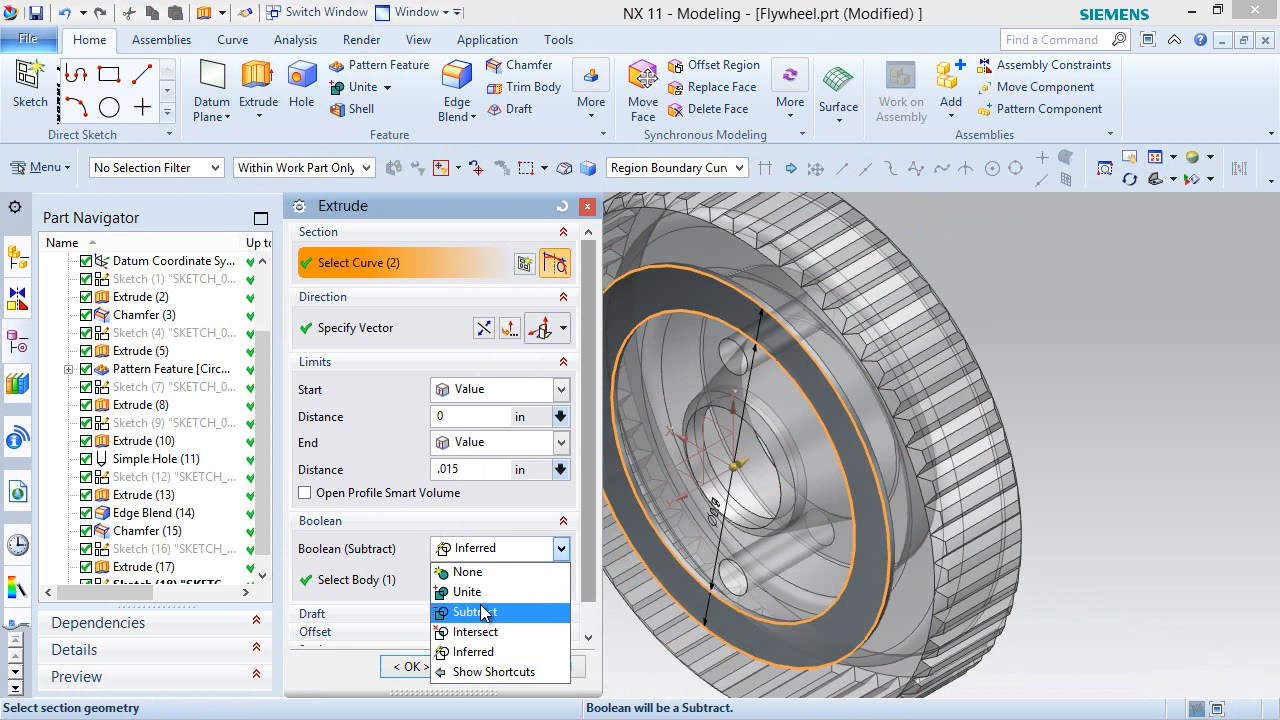 Switch Window Window
NX 11 - Modeling - [Flywheel.prt (Modified) ]
SIEMENS
File Home Assemblies Curve Analysis Render View Application Tools
Find a Command
Sketch
Direct Sketch
Datum Plane
Extrude
Hole
Pattern Feature
Unite
Shell
Edge Blend
Chamfer
Trim Body
Draft
More
Feature
Move Face
Offset Region
Replace Face
Delete Face
More
Synchronous Modeling
Surface
Work on Assembly
Add
Assembly Constraints
Move Component
Pattern Component
Assemblies
Menu
No Selection Filter
Within Work Part Only
Region Boundary Cun
Part Navigator
Name Up to
Datum Coordinate Sy...
Sketch (1) "SKETCH_0...
Extrude (2)
Chamfer (3)
Sketch (4) "SKETCH_0...
Extrude (5)
Pattern Feature [Circ...
Sketch (7) "SKETCH_0...
Extrude (8)
Sketch (9) "SKETCH_0...
Extrude (10)
Simple Hole (11)
Sketch (12) "SKETCH_...
Extrude (13)
Edge Blend (14)
Chamfer (15)
Sketch (16) "SKETCH_...
Extrude (17)
Dependencies
Details
Preview
Extrude
Section
Select Curve (2)
Direction
Specify Vector
Limits
Start Value
Distance 0 in
End Value
Distance .015 in
Open Profile Smart Volume
Boolean
Boolean (Subtract) Inferred
Select Body (1)
Draft
Offset
None
Unite
Subtract
Intersect
Inferred
Show Shortcuts
< OK >
Select section geometry
Boolean will be a Subtract.